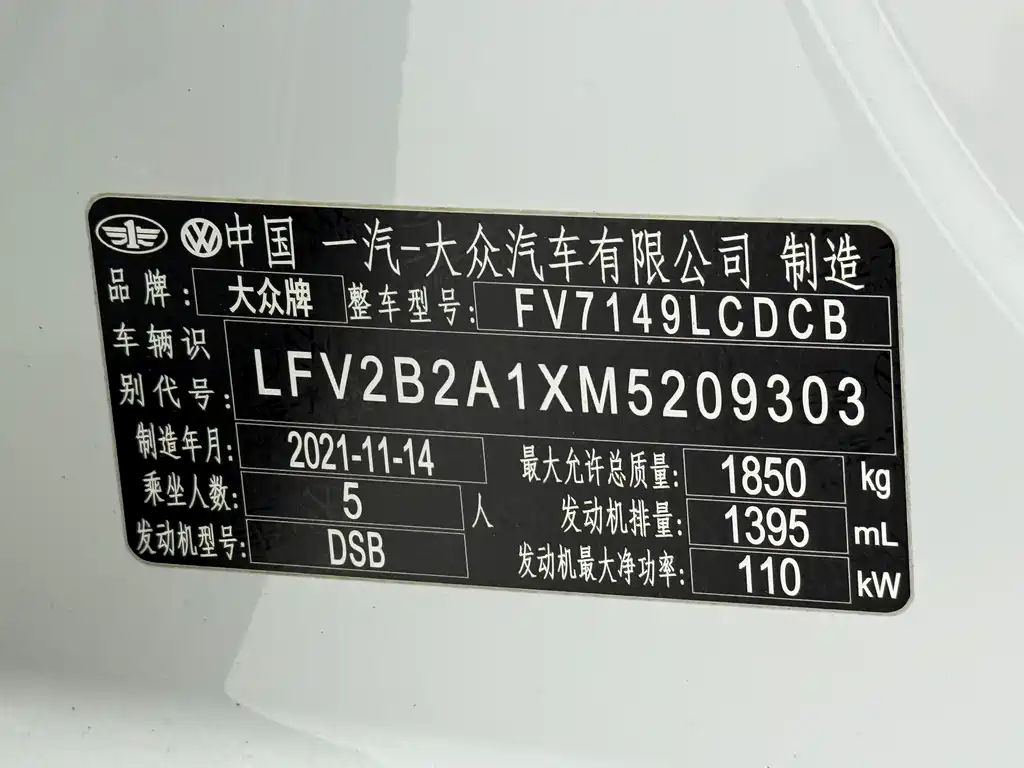 中国 一汽-大众汽车有限公司 制造
品牌: 大众牌 整车型号: FV7149LCDCB
车辆识
别代号: LFV2B2A1XM5209303
制造年月: 2021-11-14 最大允许总质量: 1850 kg
乘坐人数: 5 人 发动机排量: 1395 mL
发动机型号: DSB 发动机最大净功率: 110 kW